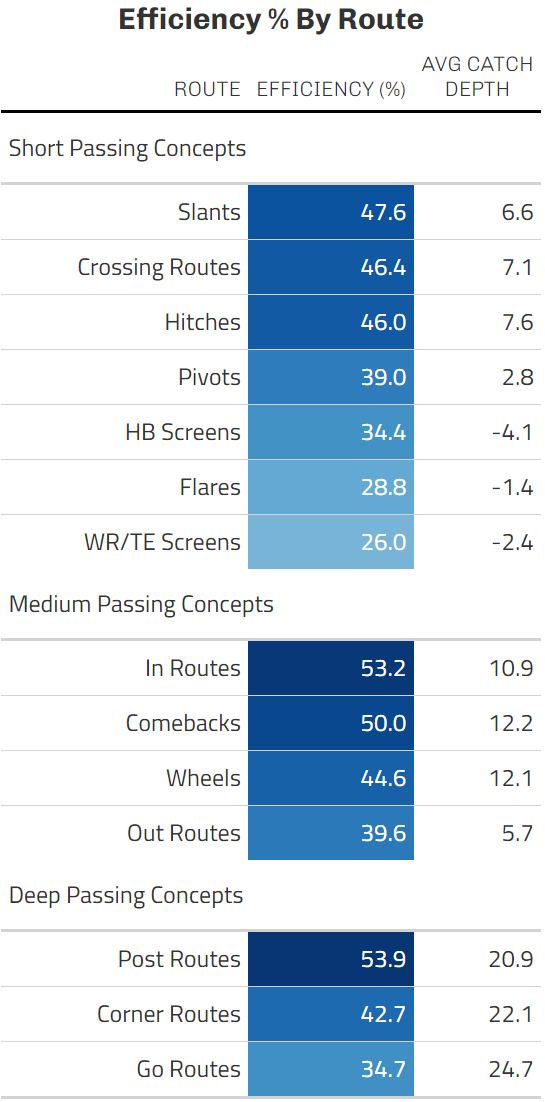 Efficiency % By Route
ROUTE EFFICIENCY (%) AVG CATCH DEPTH
Short Passing Concepts
Slants 47.6 6.6
Crossing Routes 46.4 7.1
Hitches 46.0 7.6
Pivots 39.0 2.8
HB Screens 34.4 -4.1
Flares 28.8 -1.4
WR/TE Screens 26.0 -2.4
Medium Passing Concepts
In Routes 53.2 10.9
Comebacks 50.0 12.2
Wheels 44.6 12.1
Out Routes 39.6 5.7
Deep Passing Concepts
Post Routes 53.9 20.9
Corner Routes 42.7 22.1
Go Routes 34.7 24.7